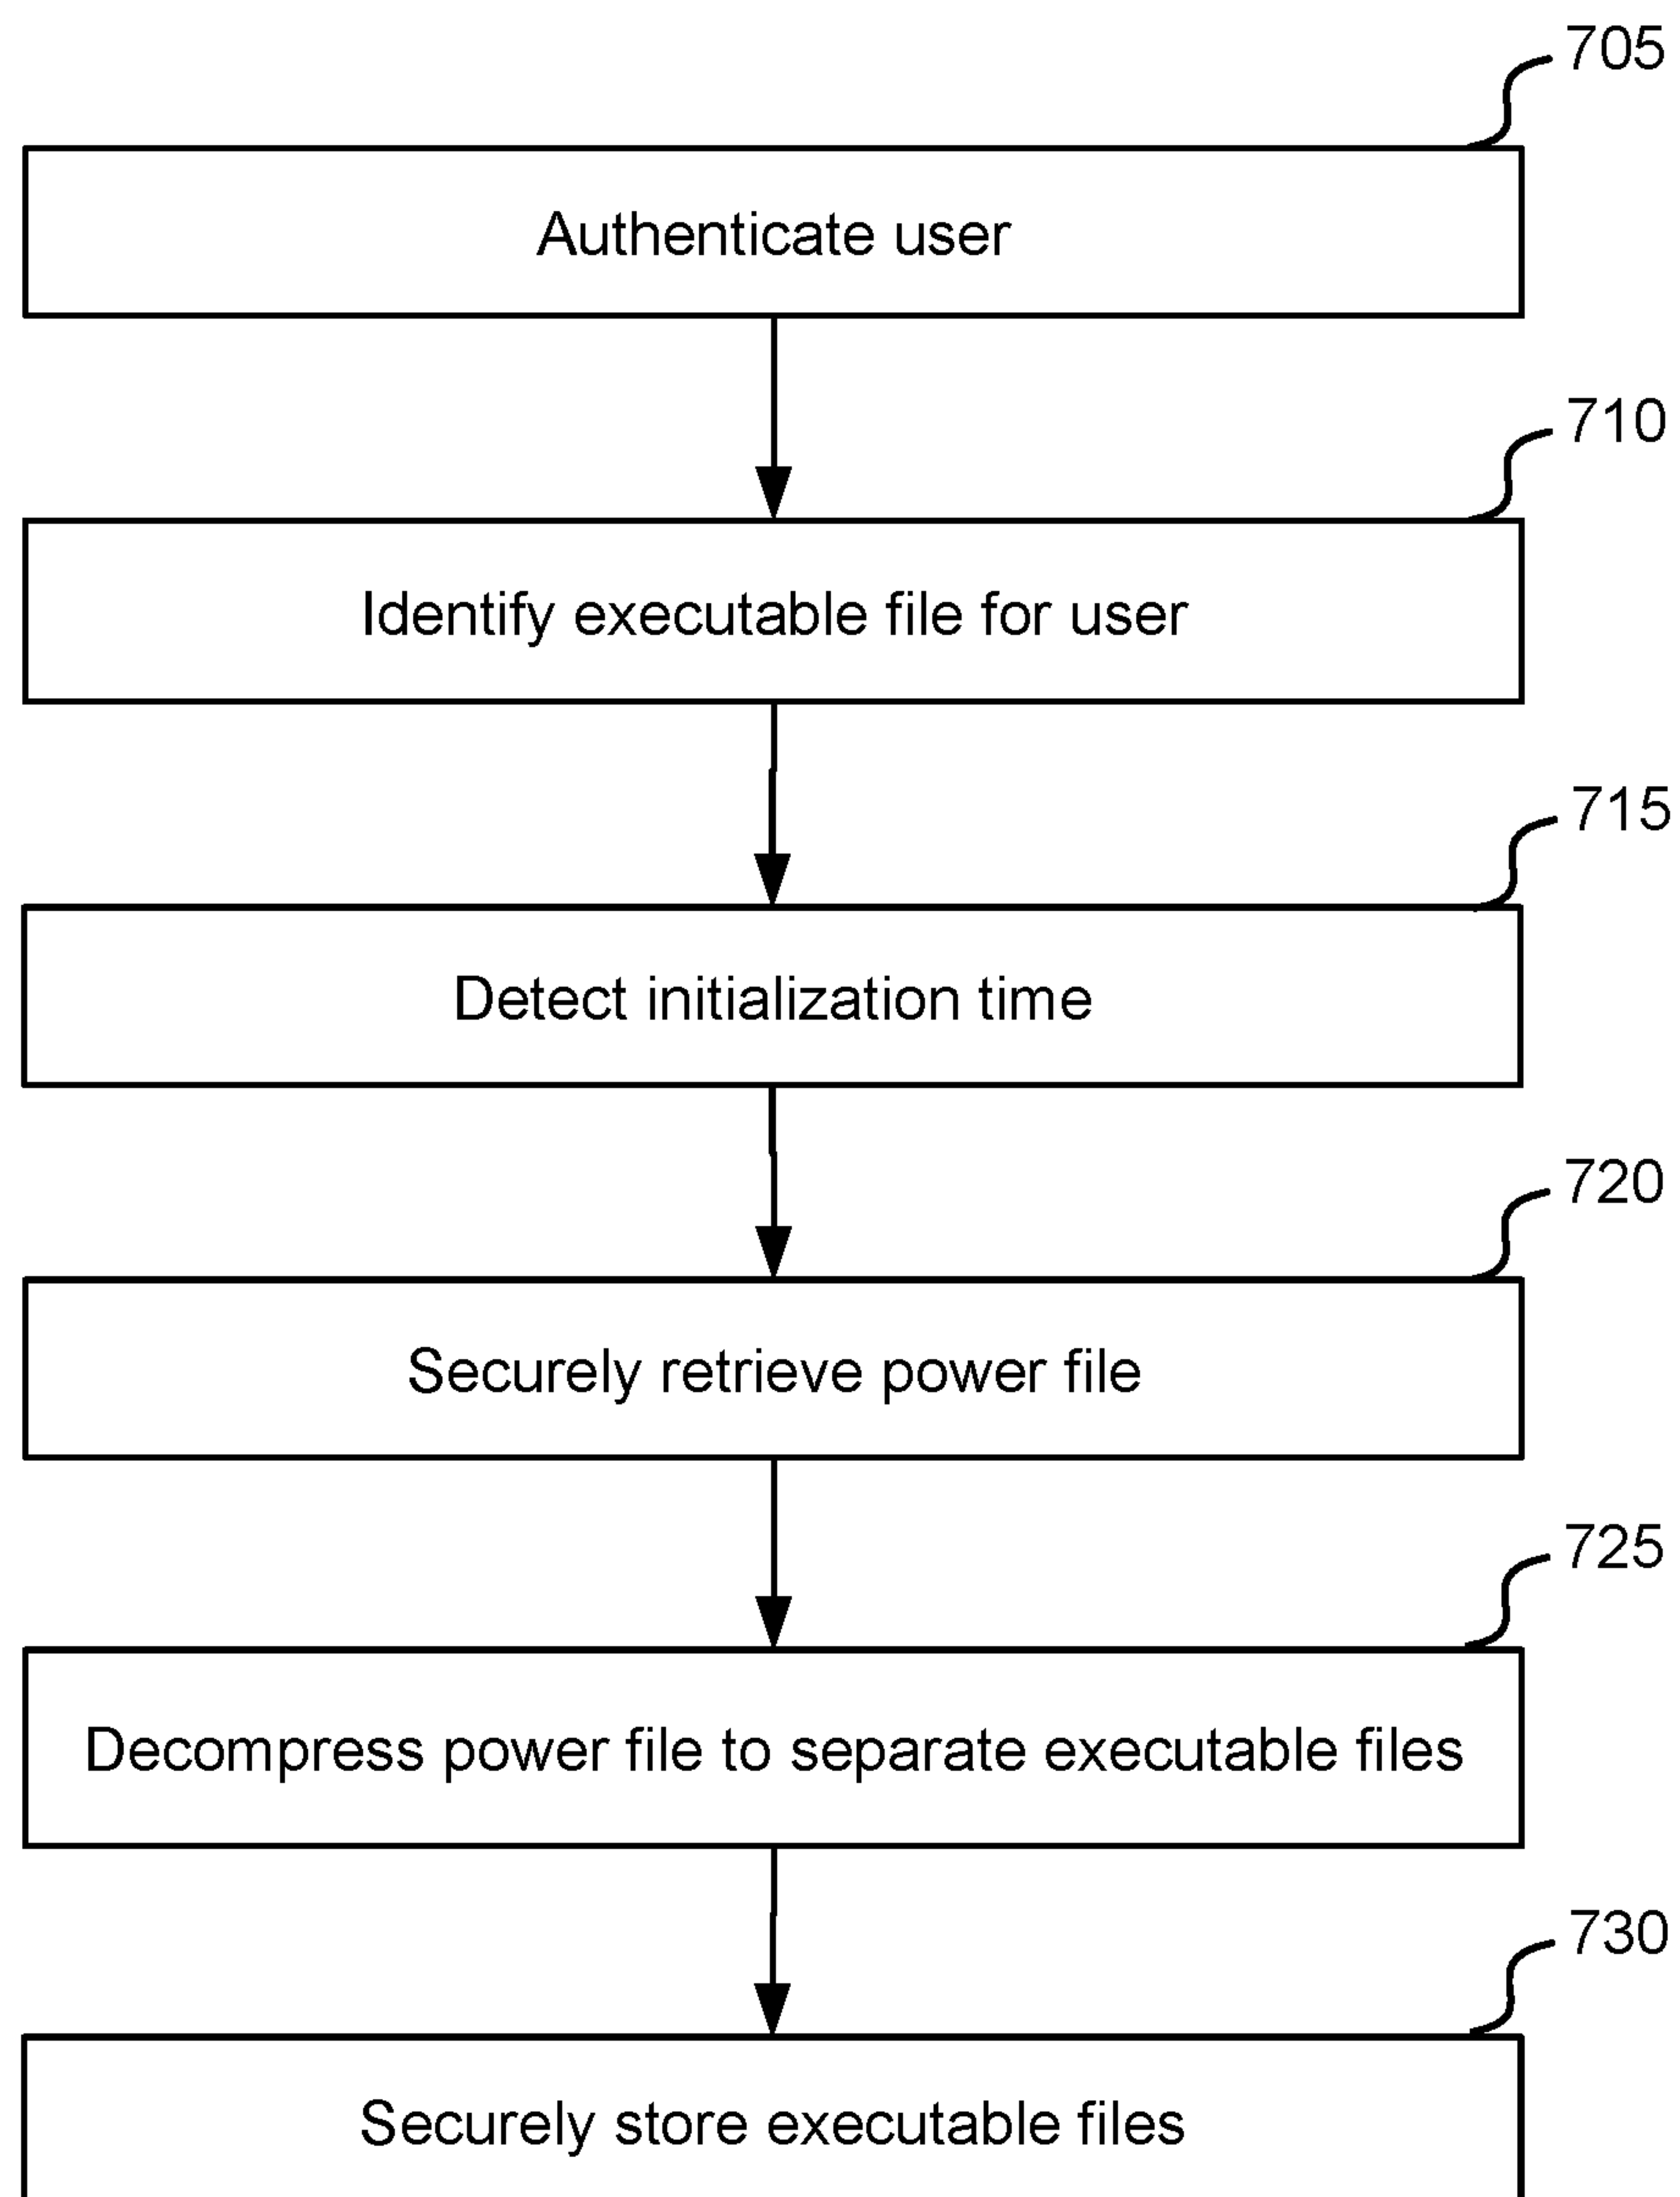 705
Authenticate user
710
Identify executable file for user
715
Detect initialization time
720
Securely retrieve power file
725
Decompress power file to separate executable files
730
Securely store executable files